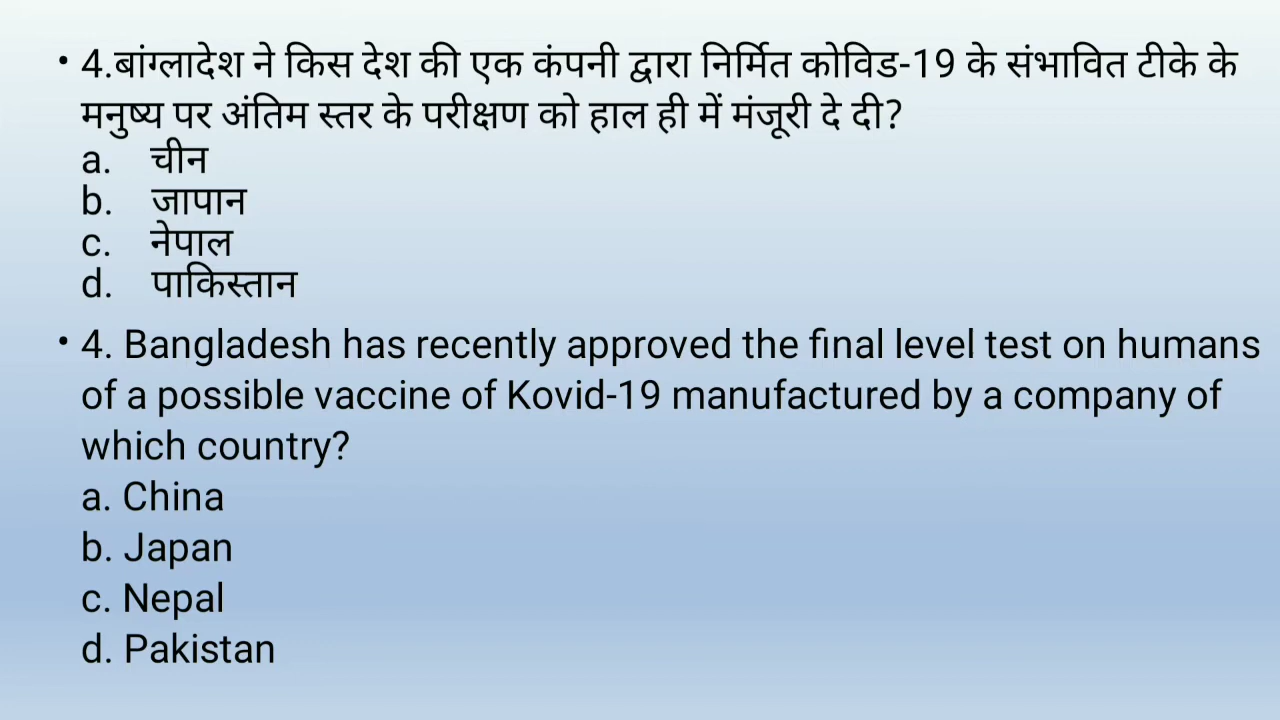 • 4.बांग्लादेश ने किस देश की एक कंपनी द्वारा निर्मित कोविड-19 के संभावित टीके के
मनुष्य पर अंतिम स्तर के परीक्षण को हाल ही में मंजूरी दे दी?
a. चीन
b. जापान
c. नेपाल
d. पाकिस्तान
• 4. Bangladesh has recently approved the final level test on humans
of a possible vaccine of Kovid-19 manufactured by a company of
which country?
a. China
b. Japan
c. Nepal
d. Pakistan